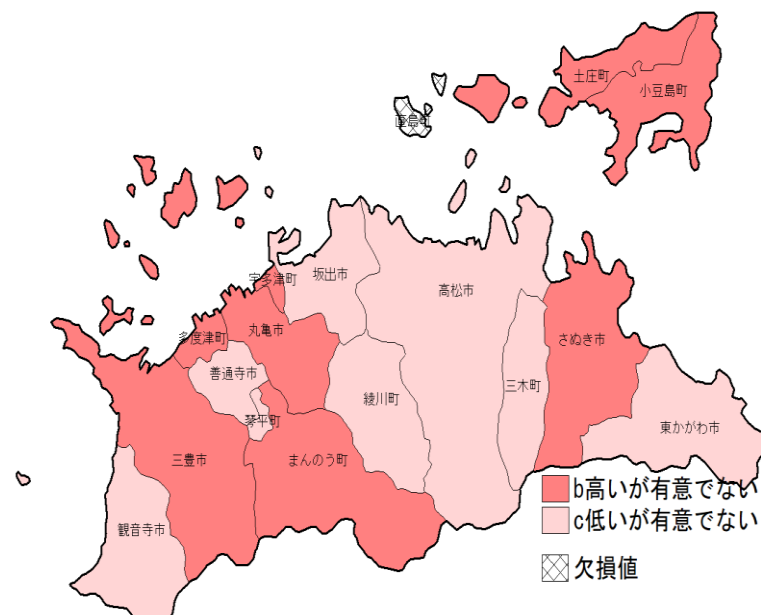 土庄町
小豆島町
直島町
宇多津町
坂出市
高松市
多度津町
丸亀市
さぬき市
善通寺市
綾川町
三木町
琴平町
東かがわ市
三豊市
まんのう町
観音寺市
b高いが有意でない
c低いが有意でない
欠損値